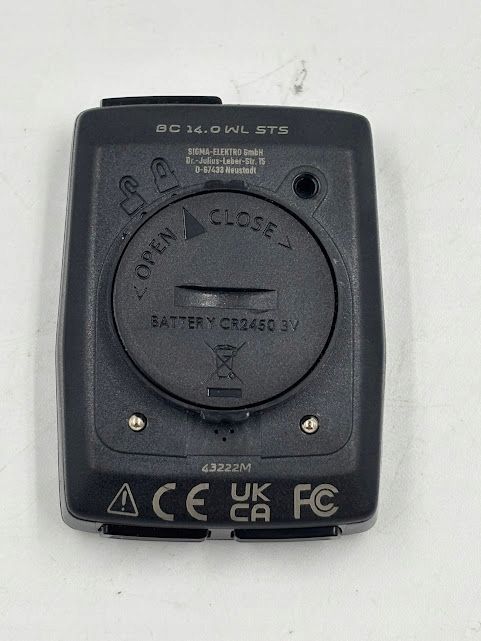 BC 14.0 WL STS
SIGMA-ELEKTRO GmbH
Dr.-Julius-Leber-Str. 15
D-67433 Neustadt
< OPEN CLOSE >
BATTERY CR2450 3V
43222M
CE UK CA FC